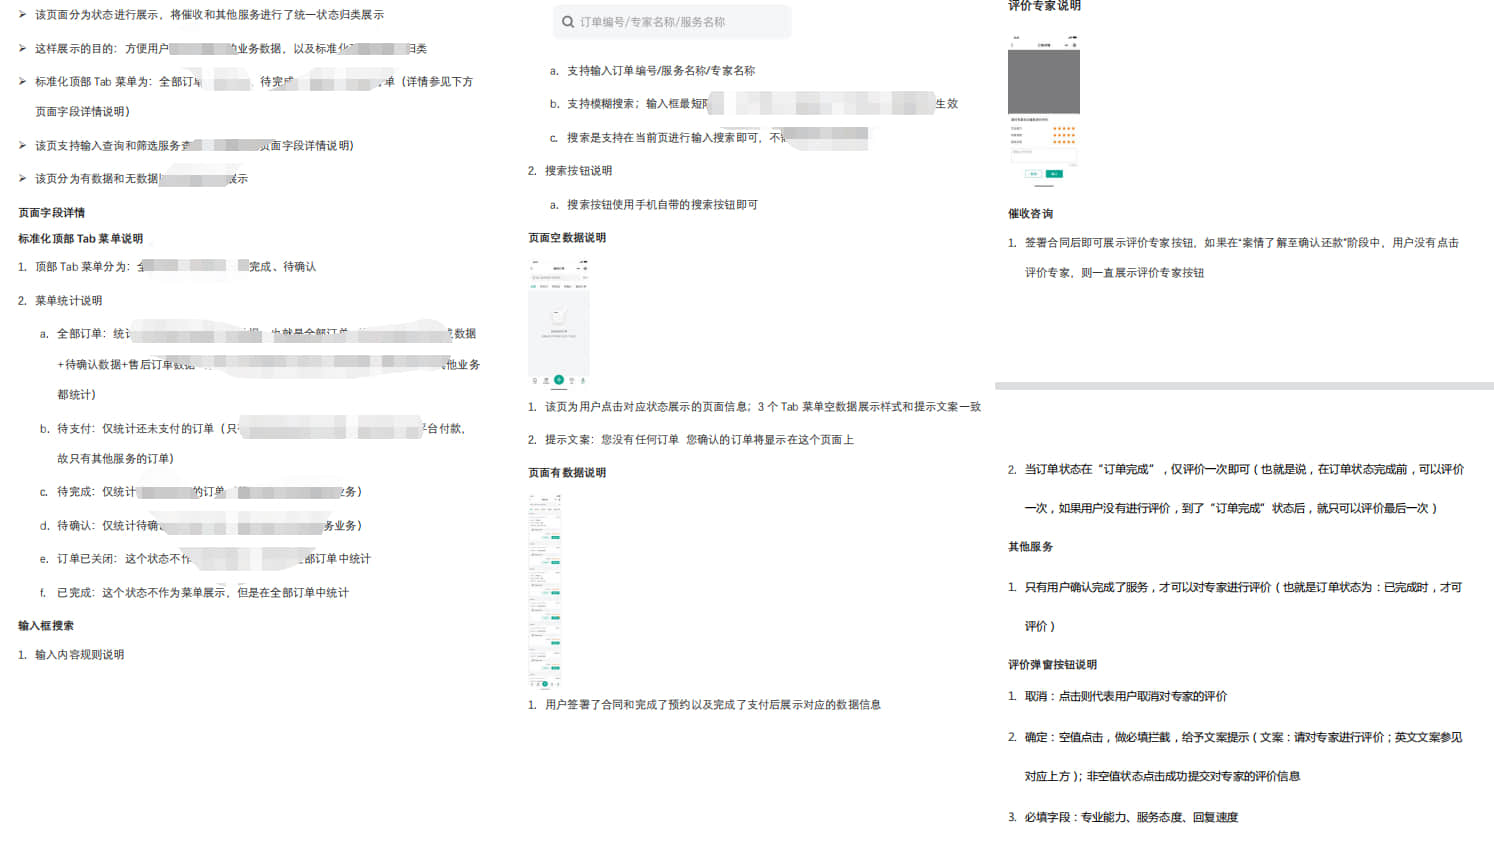 ➢ 该页面分为状态进行展示，将催收和其他服务进行了统一状态归类展示
➢ 这样展示的目的：方便用户 业务数据，以及标准化 归类
➢ 标准化顶部 Tab 菜单为：全部订单 、待完成 单（详情参见下方
页面字段详情说明)
➢ 该页支持输入查询和筛选服务查 页面字段详情说明)
➢ 该页分为有数据和无数据 展示
页面字段详情
标准化顶部 Tab 菜单说明
1. 顶部 Tab 菜单分为：全 完成、待确认
2. 菜单统计说明
a. 全部订单：统计 也就是全部订单 数据
+待确认数据+售后订单数据 他业务
都统计)
b. 待支付：仅统计还未支付的订单（只 平台付款，
故只有其他服务的订单)
c. 待完成：仅统计 的订单 业务)
d. 待确认：仅统计待确 务业务)
e. 订单已关闭：这个状态不作 部订单中统计
f. 已完成：这个状态不作为菜单展示，但是在全部订单中统计
输入框搜索
1. 输入内容规则说明
订单编号/专家名称/服务名称
a. 支持输入订单编号/服务名称/专家名称
b. 支持模糊搜索；输入框最短 生效
c. 搜索是支持在当前页进行输入搜索即可，不
2. 搜索按钮说明
a. 搜索按钮使用手机自带的搜索按钮即可
页面空数据说明
1. 该页为用户点击对应状态展示的页面信息；3 个 Tab 菜单空数据展示样式和提示文案一致
2. 提示文案：您没有任何订单 您确认的订单将显示在这个页面上
页面有数据说明
1. 用户签署了合同和完成了预约以及完成了支付后展示对应的数据信息
评价专家说明
催收咨询
1. 签署合同后即可展示评价专家按钮，如果在“案情了解至确认还款”阶段中，用户没有点击
评价专家，则一直展示评价专家按钮
2. 当订单状态在“订单完成”，仅评价一次即可（也就是说，在订单状态完成前，可以评价
一次，如果用户没有进行评价，到了“订单完成”状态后，就只可以评价最后一次）
其他服务
1. 只有用户确认完成了服务，才可以对专家进行评价（也就是订单状态为：已完成时，才可
评价）
评价弹窗按钮说明
1. 取消：点击则代表用户取消对专家的评价
2. 确定：空值点击，做必填拦截，给予文案提示（文案：请对专家进行评价；英文文案参见
对应上方）；非空值状态点击成功提交对专家的评价信息
3. 必填字段：专业能力、服务态度、回复速度